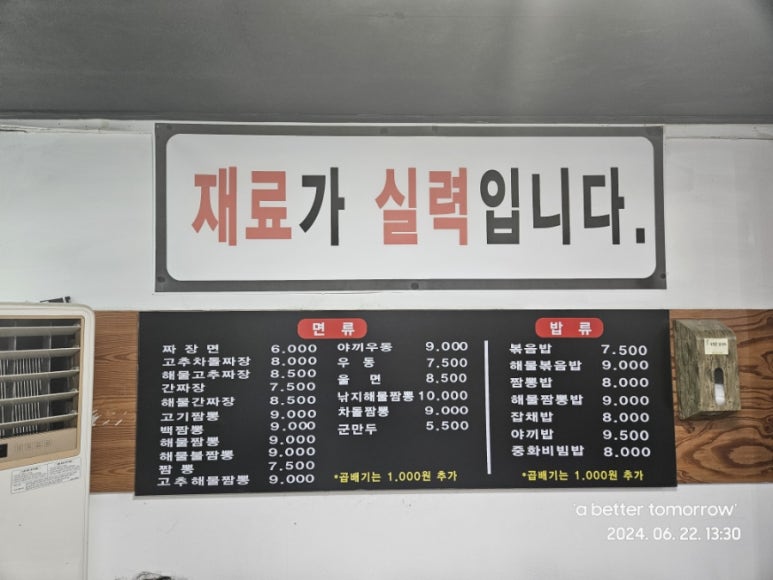 재료가 실력입니다.
면 류
짜 장 면 6.000
고추차돌짜장 8.000
해물고추짜장 8.500
간짜장 7.500
해물간짜장 8.500
고기짬뽕 9.000
백짬뽕 9.000
해물짬뽕 9.000
해물불짬뽕 9.000
짬 뽕 7.500
고추해물짬뽕 9.000
야끼우동 9.000
우 동 7.500
울 면 8.500
낚지해물짬뽕 10.000
차돌짬뽕 9.000
군만두 5.500
*곱배기는 1.000원 추가
밥 류
볶음밥 7.500
해물볶음밥 9.000
짬뽕밥 8.000
해물짬뽕밥 9.000
잡채밥 8.000
야끼밥 9.500
중화비빔밥 8.000
*곱배기는 1.000원 추가
'a better tomorrow'
2024. 06. 22. 13:30